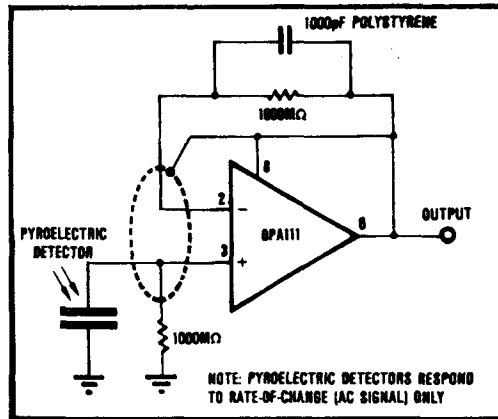 1000pF POLYSTYRENE
1000MΩ
8
2
−
OPA111
6
OUTPUT
PYROELECTRIC
DETECTOR
3
+
1000MΩ
NOTE: PYROELECTRIC DETECTORS RESPOND
TO RATE-OF-CHANGE (AC SIGNAL) ONLY